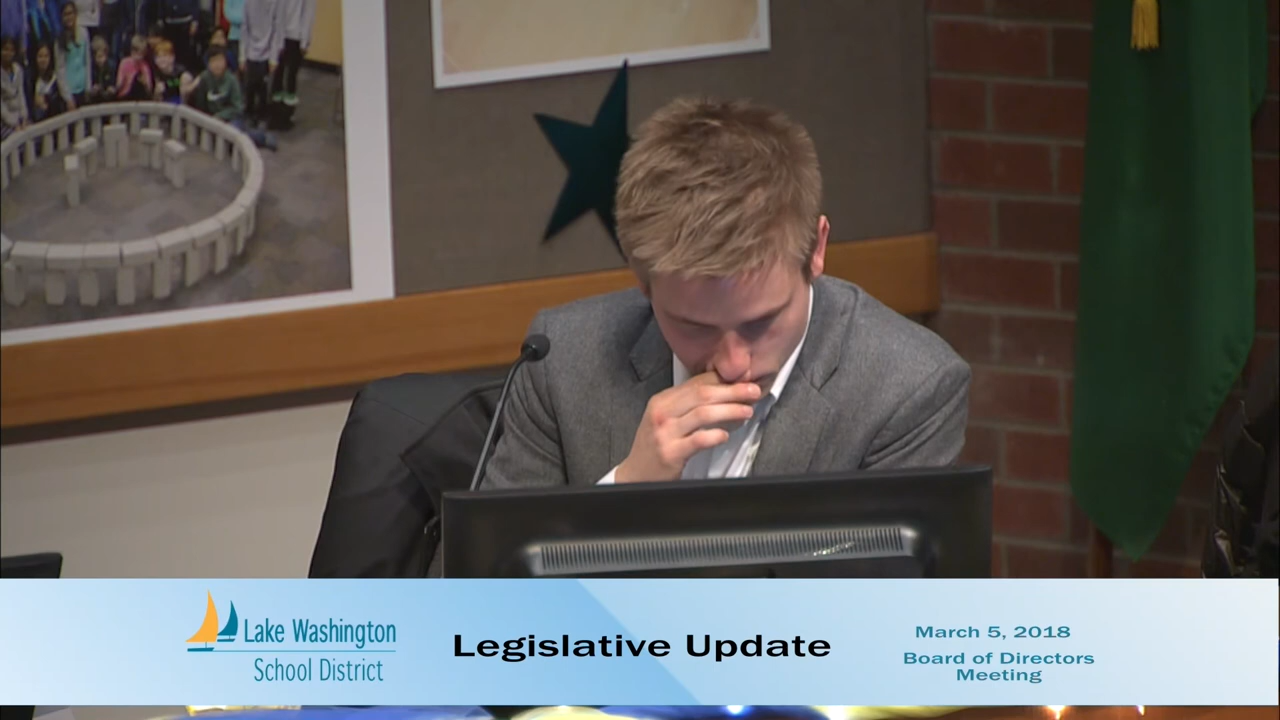 Lake Washington
School District
Legislative Update
March 5, 2018
Board of Directors
Meeting